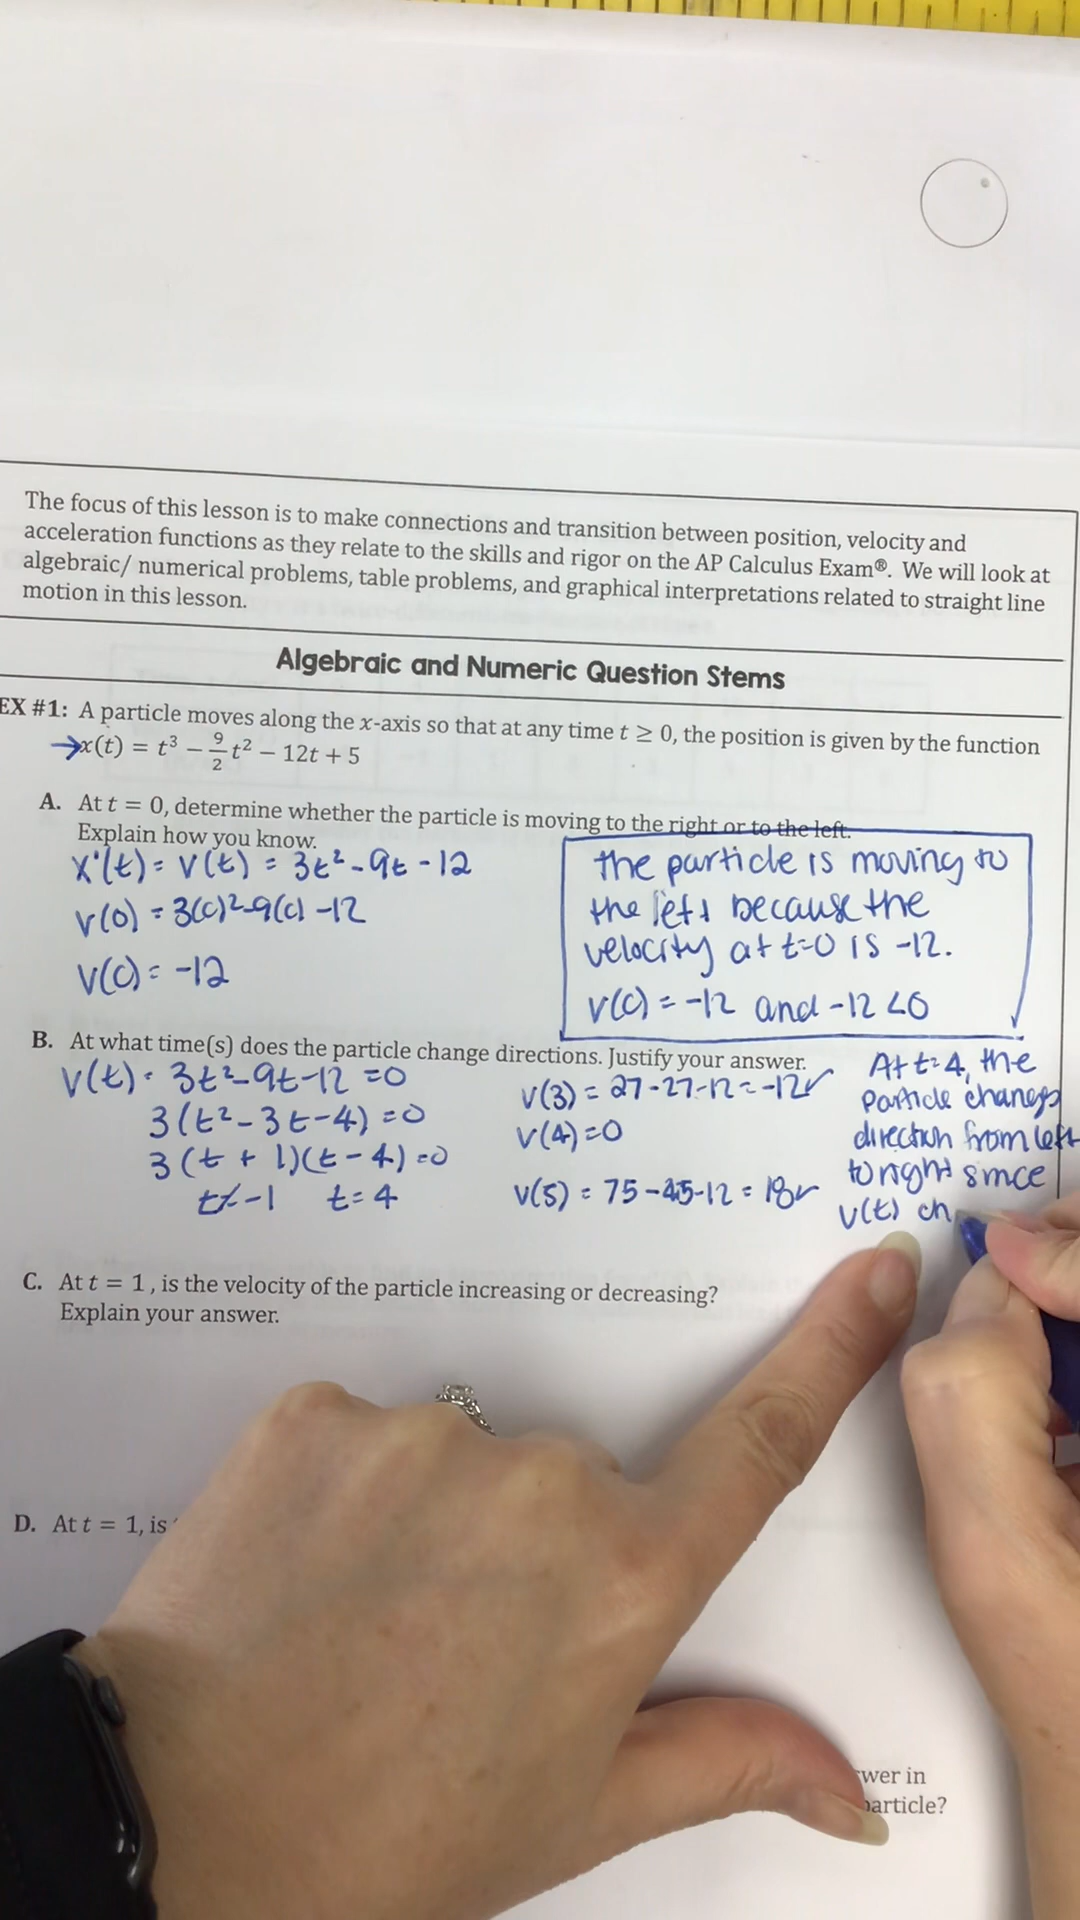 The focus of this lesson is to make connections and transition between position, velocity and
acceleration functions as they relate to the skills and rigor on the AP Calculus Exam®. We will look at
algebraic/ numerical problems, table problems, and graphical interpretations related to straight line
motion in this lesson.
Algebraic and Numeric Question Stems
EX #1: A particle moves along the x-axis so that at any time t ≥ 0, the position is given by the function
→x(t) = t³ − 9/2 t² − 12t + 5
A. At t = 0, determine whether the particle is moving to the right or to the left.
Explain how you know.
x'(t) = v(t) = 3t² - 9t - 12
v(0) = 3(0)² - 9(0) - 12
v(0) = -12
the particle is moving to
the left because the
velocity at t=0 is -12.
v(0) = -12 and -12 < 0
B. At what time(s) does the particle change directions. Justify your answer.
v(t) = 3t² - 9t - 12 = 0
3(t² - 3t - 4) = 0
3(t + 1)(t - 4) = 0
t≠-1 t = 4
v(3) = 27 - 27 - 12 = -12 ✓
v(4) = 0
v(5) = 75 - 45 - 12 = 18 ✓
At t=4, the
particle changes
direction from left
to right since
v(t) ch
C. At t = 1, is the velocity of the particle increasing or decreasing?
Explain your answer.
D. At t = 1, is
wer in
particle?